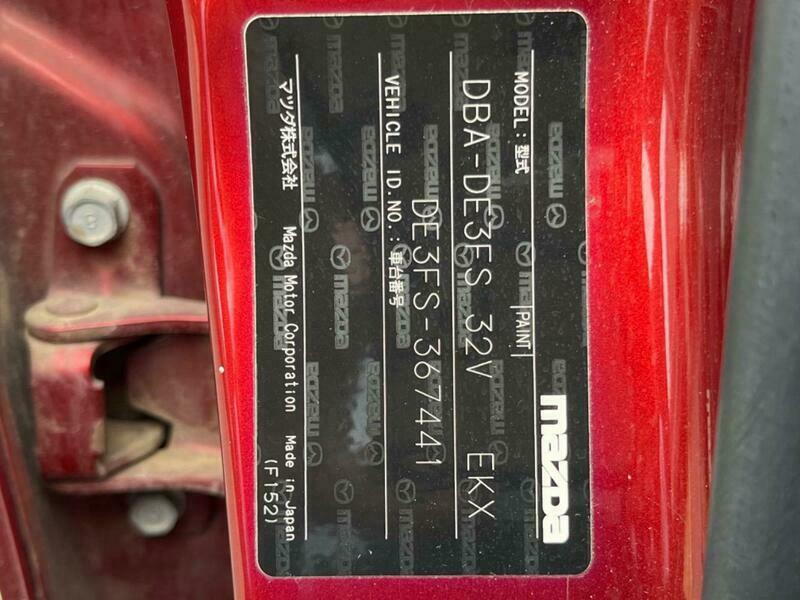 mazda
MODEL:型式 |PAINT|
DBA-DE3FS 32V EKX
DE3FS-367441
VEHICLE ID.NO.:車台番号
マツダ株式会社 Mazda Motor Corporation Made in Japan
(F152)